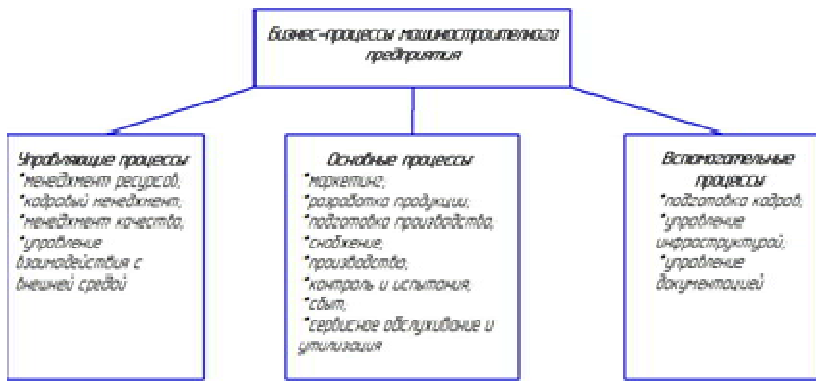 Бизнес-процессы машиностроительного
предприятия
Управляющие процессы
*менеджмент ресурсов;
*кадровый менеджмент;
*менеджмент качества;
*управление
взаимодействия с
внешней средой
Основные процессы
*маркетинг;
*разработка продукции;
*подготовка производства;
*снабжение;
*производство;
*контроль и испытания;
*сбыт;
*сервисное обслуживание и
утилизация
Вспомогательные
процессы
*подготовка кадров;
*управление
инфраструктурой;
*управление
документацией